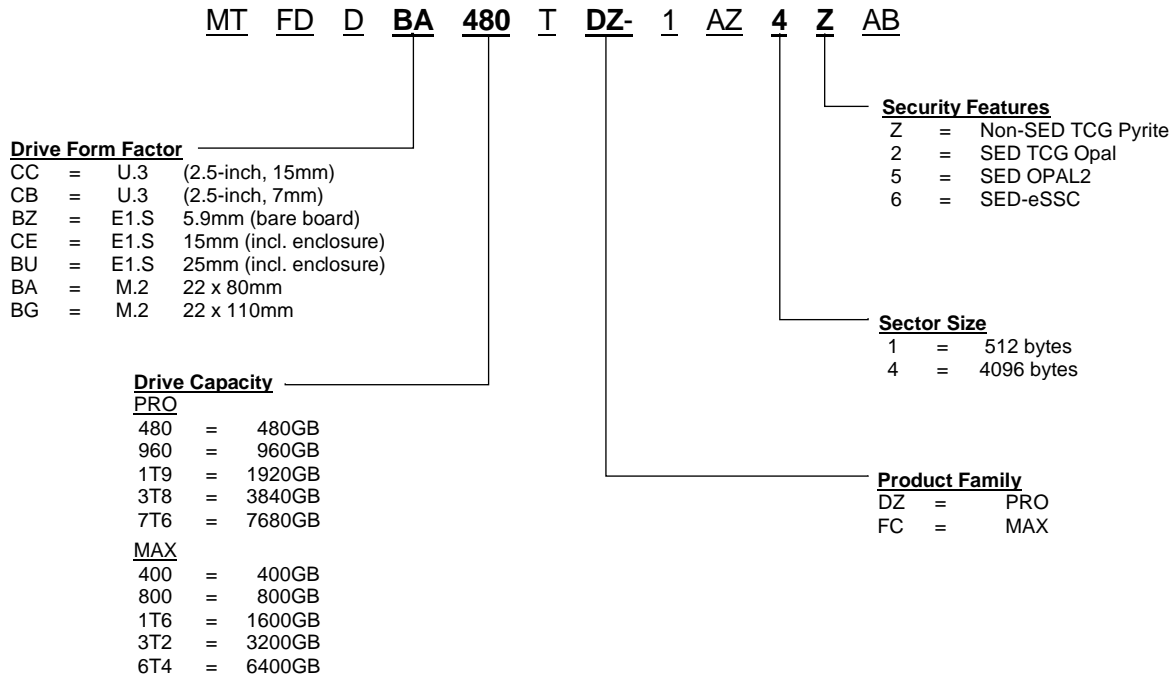 MT FD D BA 480 T DZ- 1 AZ 4 Z AB
Drive Form Factor
CC = U.3 (2.5-inch, 15mm)
CB = U.3 (2.5-inch, 7mm)
BZ = E1.S 5.9mm (bare board)
CE = E1.S 15mm (incl. enclosure)
BU = E1.S 25mm (incl. enclosure)
BA = M.2 22 x 80mm
BG = M.2 22 x 110mm
Drive Capacity
PRO
480 = 480GB
960 = 960GB
1T9 = 1920GB
3T8 = 3840GB
7T6 = 7680GB
MAX
400 = 400GB
800 = 800GB
1T6 = 1600GB
3T2 = 3200GB
6T4 = 6400GB
Security Features
Z = Non-SED TCG Pyrite
2 = SED TCG Opal
5 = SED OPAL2
6 = SED-eSSC
Sector Size
1 = 512 bytes
4 = 4096 bytes
Product Family
DZ = PRO
FC = MAX